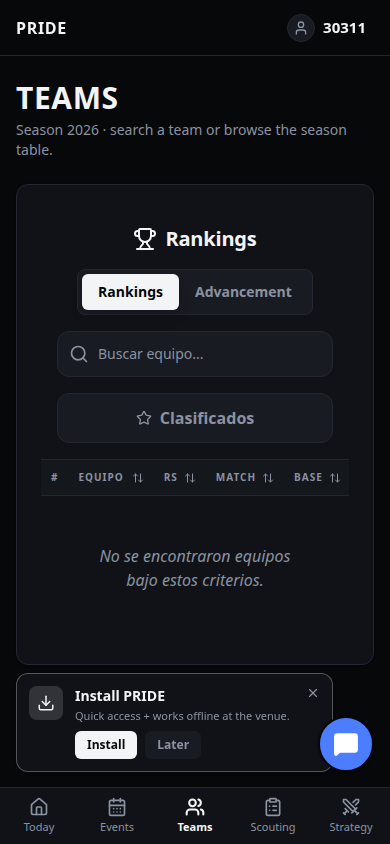 PRIDE
30311
TEAMS
Season 2026 · search a team or browse the season
table.
Rankings
Rankings
Advancement
Buscar equipo...
Clasificados
# EQUIPO RS MATCH BASE
No se encontraron equipos
bajo estos criterios.
Install PRIDE
Quick access + works offline at the venue.
Install
Later
Today
Events
Teams
Scouting
Strategy